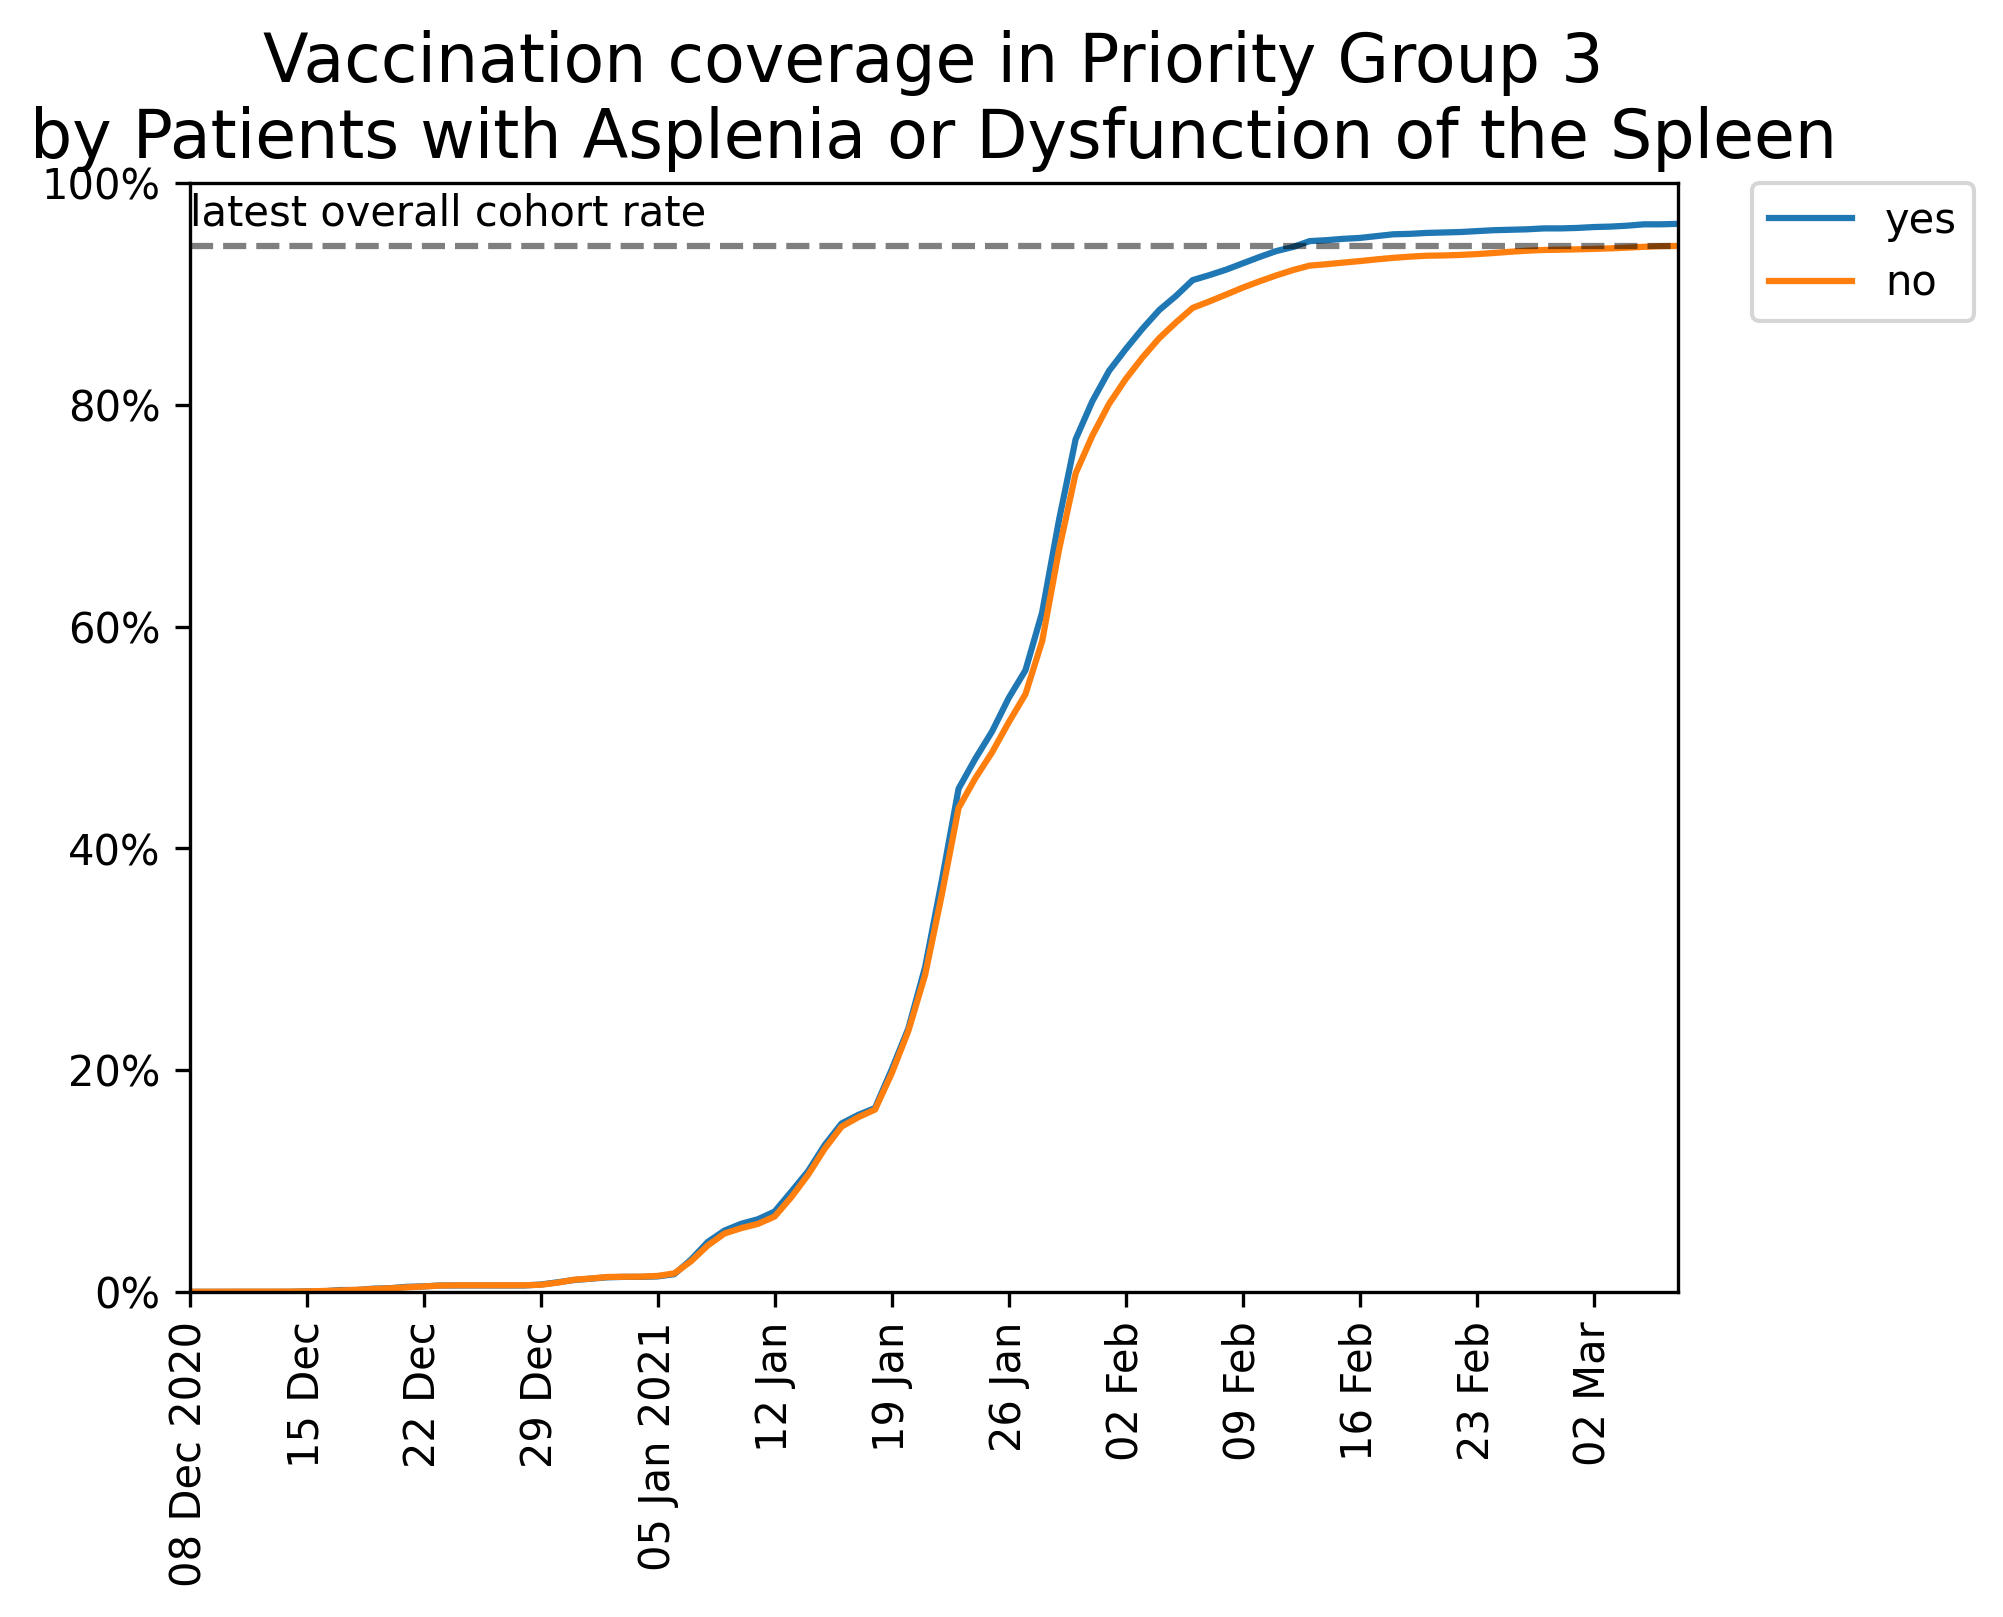 Vaccination coverage in Priority Group 3
by Patients with Asplenia or Dysfunction of the Spleen
100%
80%
60%
40%
20%
0%
latest overall cohort rate
yes
no
08 Dec 2020
15 Dec
22 Dec
29 Dec
05 Jan 2021
12 Jan
19 Jan
26 Jan
02 Feb
09 Feb
16 Feb
23 Feb
02 Mar